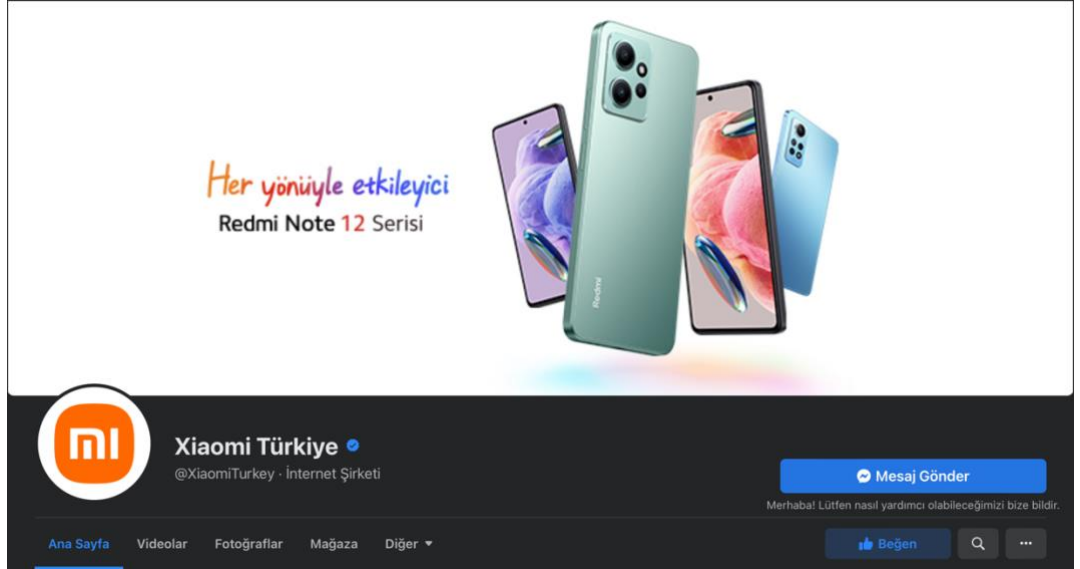 Her yönüyle etkileyici
Redmi Note 12 Serisi
Redmi
Xiaomi Türkiye
@XiaomiTurkey · İnternet Şirketi
Mesaj Gönder
Merhaba! Lütfen nasıl yardımcı olabileceğimizi bize bildir.
Ana Sayfa Videolar Fotoğraflar Mağaza Diğer
Beğen